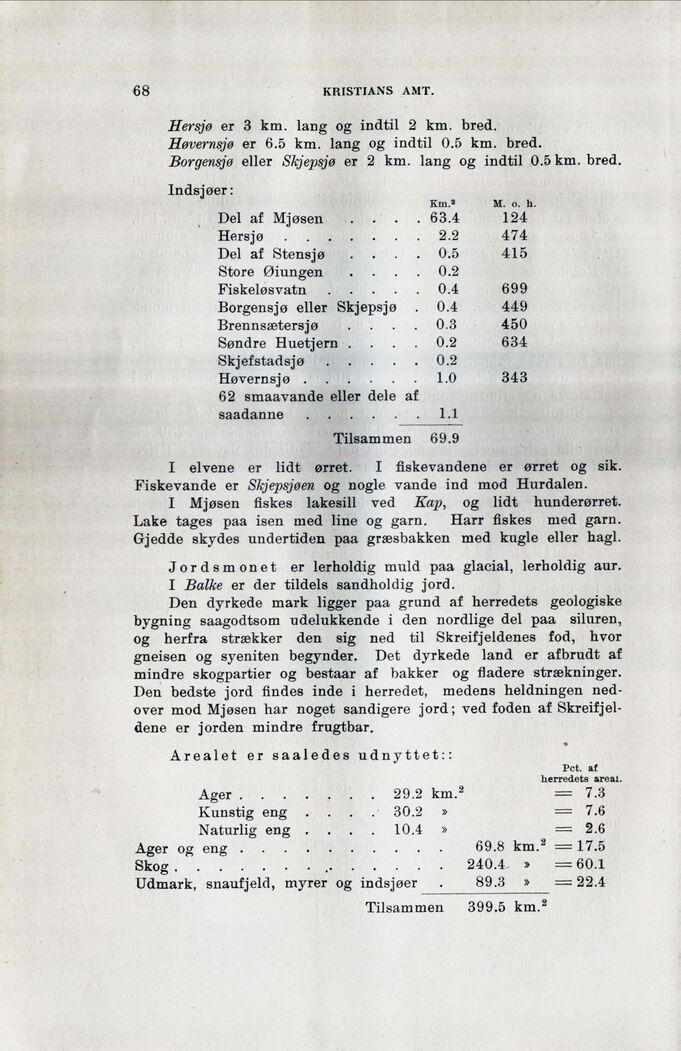 68 KRISTIANS AMT.
Hersjø er 3 km. lang og indtil 2 km. bred.
Høvernsjø er 6.5 km. lang og indtil 0.5 km. bred.
Borgensjø eller Skjepsjø er 2 km. lang og indtil 0.5 km. bred.
Indsjøer:
Km.² M. o. h.
Del af Mjøsen . . . . 63.4 124
Hersjø . . . . . . . 2.2 474
Del af Stensjø . . . . 0.5 415
Store Øiungen . . . . 0.2
Fiskeløsvatn . . . . . 0.4 699
Borgensjø eller Skjepsjø . 0.4 449
Brennsætersjø . . . . 0.3 450
Søndre Huetjern . . . . 0.2 634
Skjefstadsjø . . . . . 0.2
Høvernsjø . . . . . . 1.0 343
62 smaavande eller dele af
saadanne . . . . . . 1.1
Tilsammen 69.9
I elvene er lidt ørret. I fiskevandene er ørret og sik.
Fiskevande er Skjepsjøen og nogle vande ind mod Hurdalen.
I Mjøsen fiskes lakesill ved Kap, og lidt hunderørret.
Lake tages paa isen med line og garn. Harr fiskes med garn.
Gjedde skydes undertiden paa græsbakken med kugle eller hagl.
Jordsmonet er lerholdig muld paa glacial, lerholdig aur.
I Balke er der tildels sandholdig jord.
Den dyrkede mark ligger paa grund af herredets geologiske
bygning saagodtsom udelukkende i den nordlige del paa siluren,
og herfra strækker den sig ned til Skreifjeldenes fod, hvor
gneisen og syeniten begynder. Det dyrkede land er afbrudt af
mindre skogpartier og bestaar af bakker og fladere strækninger.
Den bedste jord findes inde i herredet, medens heldningen ned-
over mod Mjøsen har noget sandigere jord; ved foden af Skreifjel-
dene er jorden mindre frugtbar.
Arealet er saaledes udnyttet::
Pct. af
herredets areal.
Ager . . . . . . . 29.2 km.² = 7.3
Kunstig eng . . . . 30.2 » = 7.6
Naturlig eng . . . . 10.4 » = 2.6
Ager og eng . . . . . . . . . . 69.8 km.² = 17.5
Skog . . . . . . . . . . . . . 240.4 » = 60.1
Udmark, snaufjeld, myrer og indsjøer . 89.3 » = 22.4
Tilsammen 399.5 km.²